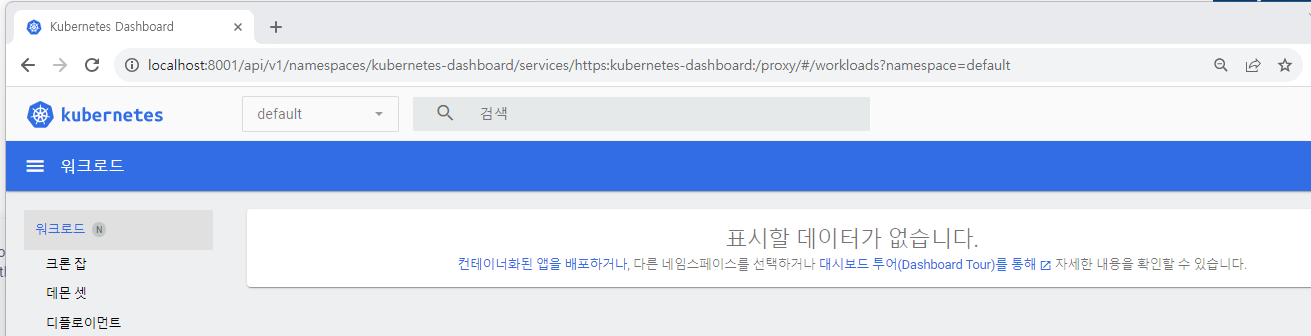 Kubernetes Dashboard
localhost:8001/api/v1/namespaces/kubernetes-dashboard/services/https:kubernetes-dashboard:/proxy/#/workloads?namespace=default
kubernetes
default
검색
워크로드
워크로드 N
크론 잡
데몬 셋
디플로이먼트
표시할 데이터가 없습니다.
컨테이너화된 앱을 배포하거나, 다른 네임스페이스를 선택하거나 대시보드 투어(Dashboard Tour)를 통해 자세한 내용을 확인할 수 있습니다.